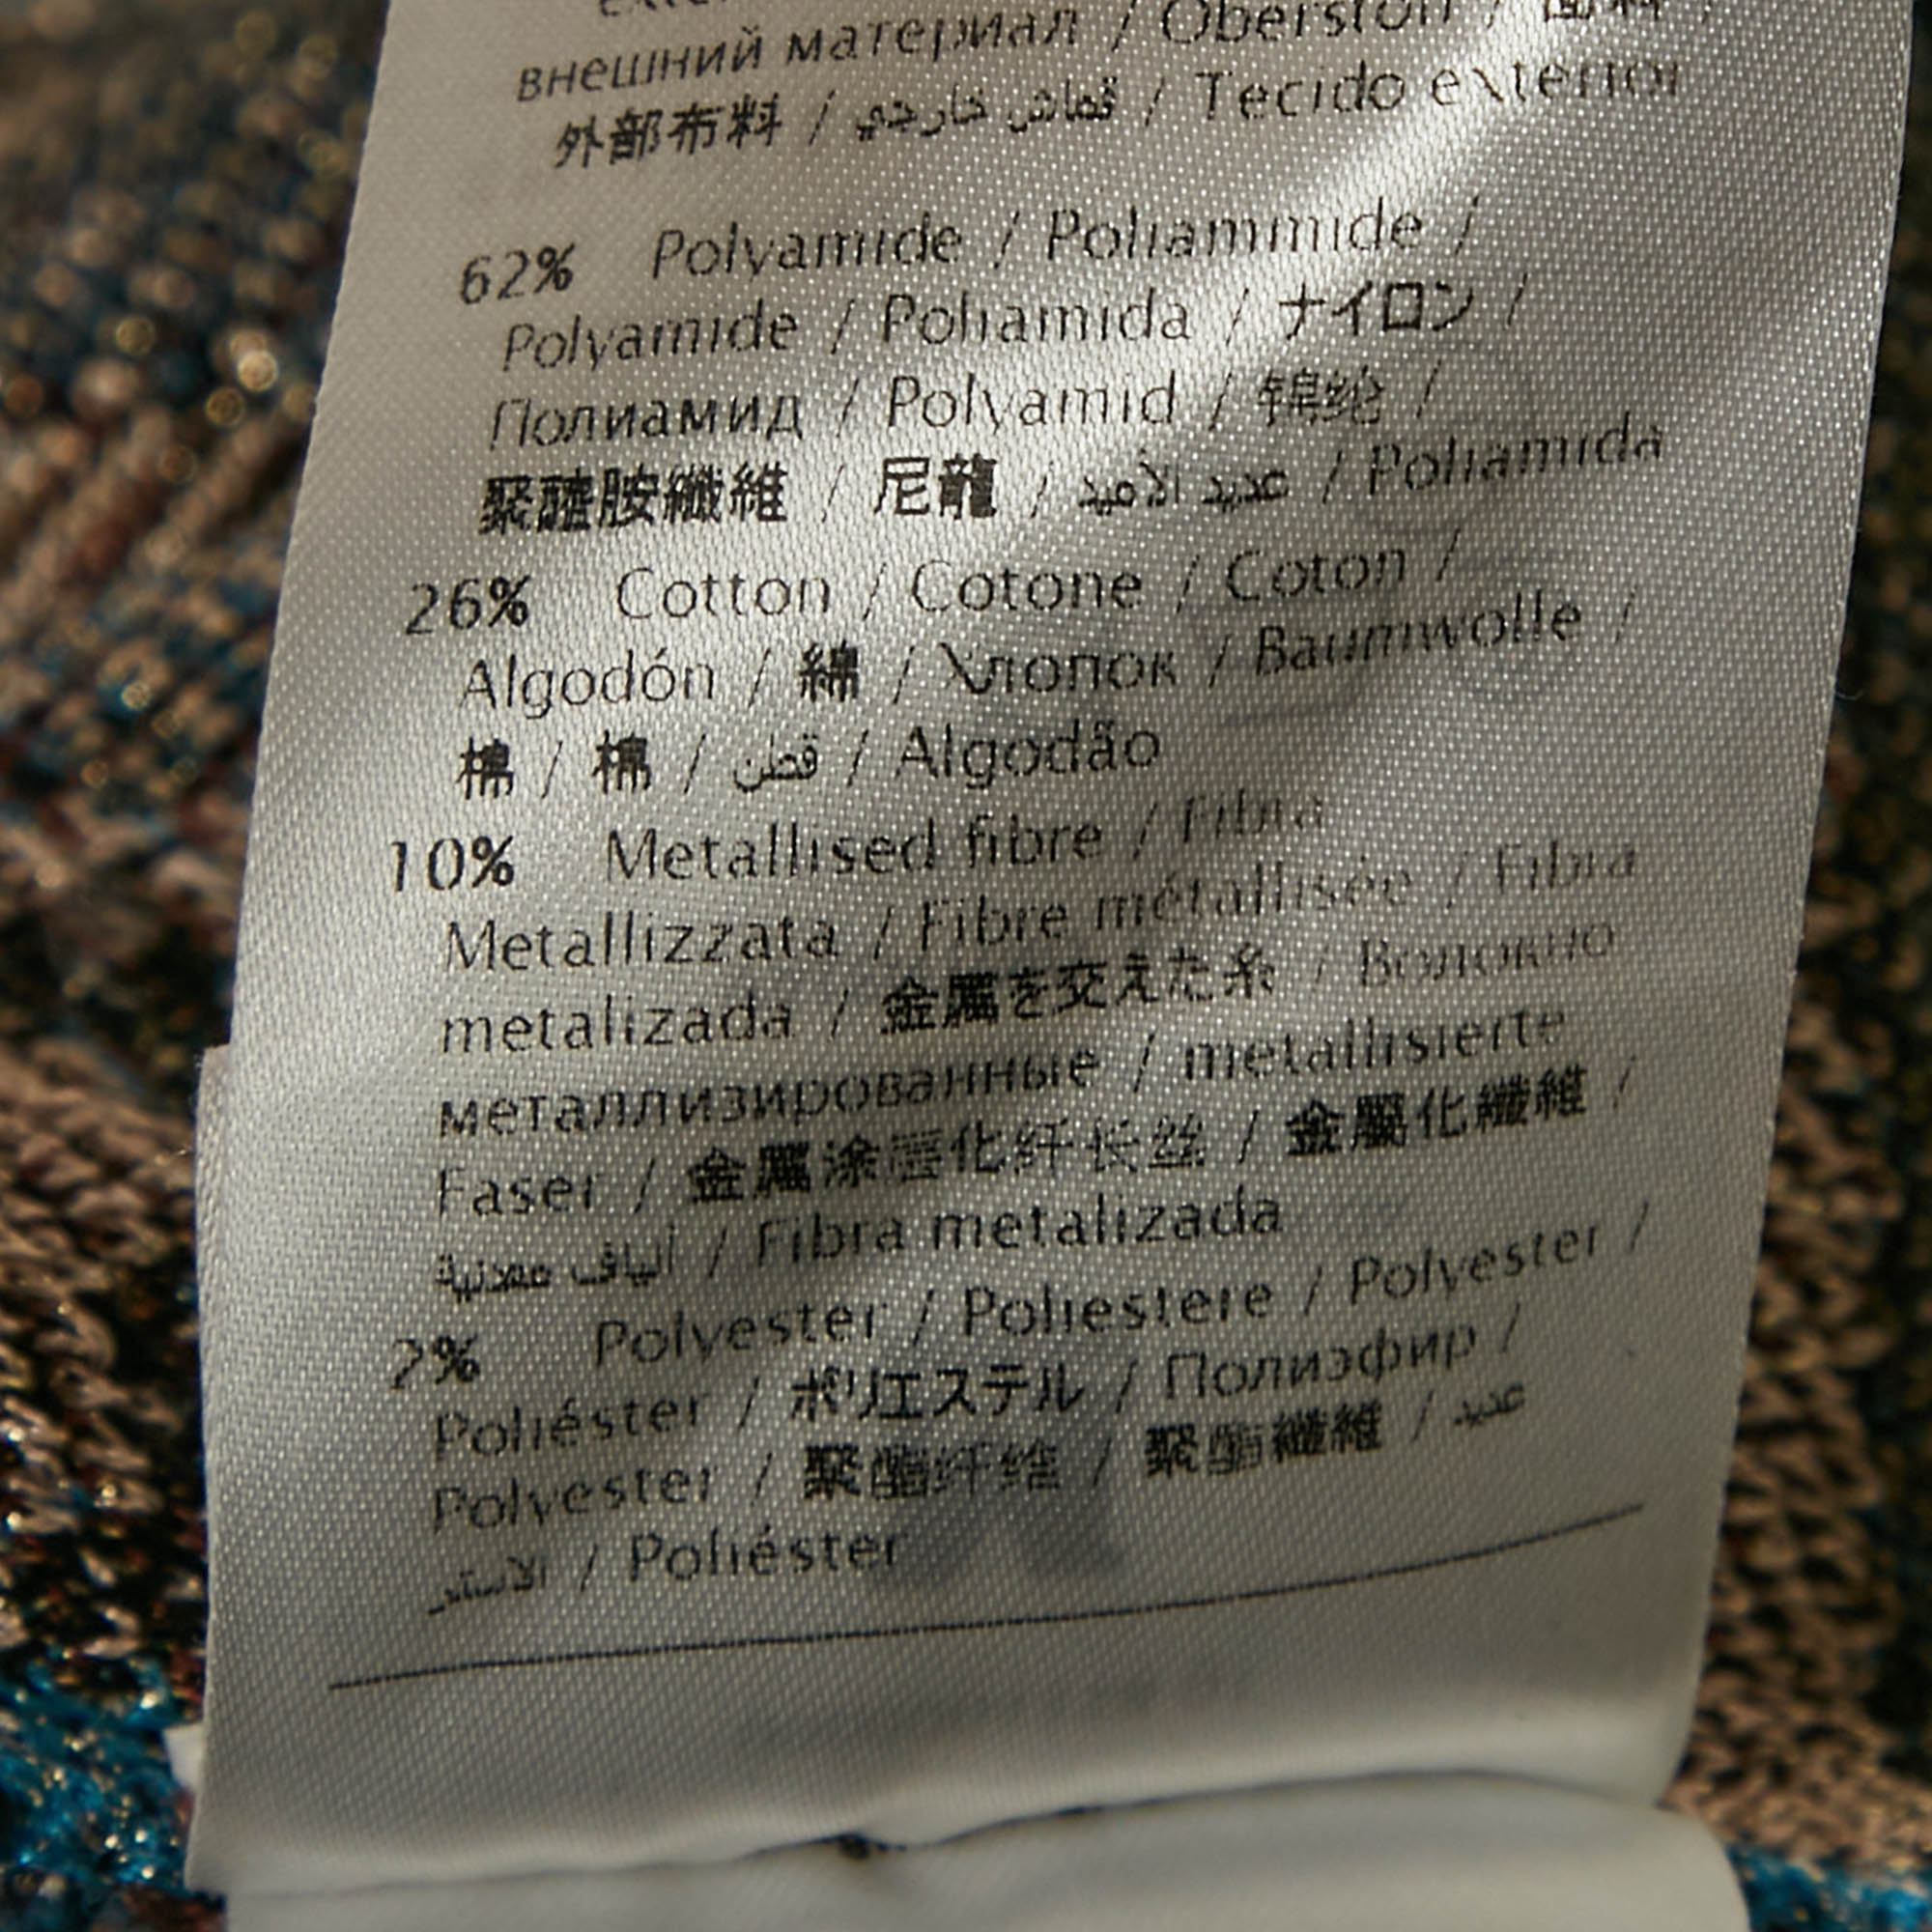 внешний материал / Oberstoff /
外部布料 / قماش خارجي / Tecido exterior
62% Polyamide / Poliammide /
Polyamide / Poliamida / ナイロン /
Полиамид / Polyamid / 锦纶 /
聚醯胺纖維 / 尼龍 / عديد الأميد / Poliamida
26% Cotton / Cotone / Coton /
Algodón / 綿 / Хлопок / Baumwolle /
棉 / 棉 / قطن / Algodão
10% Metallised fibre / Fibra
Metallizzata / Fibre métallisée / Fibra
metalizada / 金属を交えた糸 / Волокно
металлизированные / metallisierte
Faser / 金属涂层化纤长丝 / 金屬化纖維 /
ألياف معدنية / Fibra metalizada
2% Polyester / Poliestere / Polyester /
Poliéster / ポリエステル / Полиэфир /
Polyester / 聚酯纤维 / 聚酯纖維 / عديد
الأستر / Poliéster